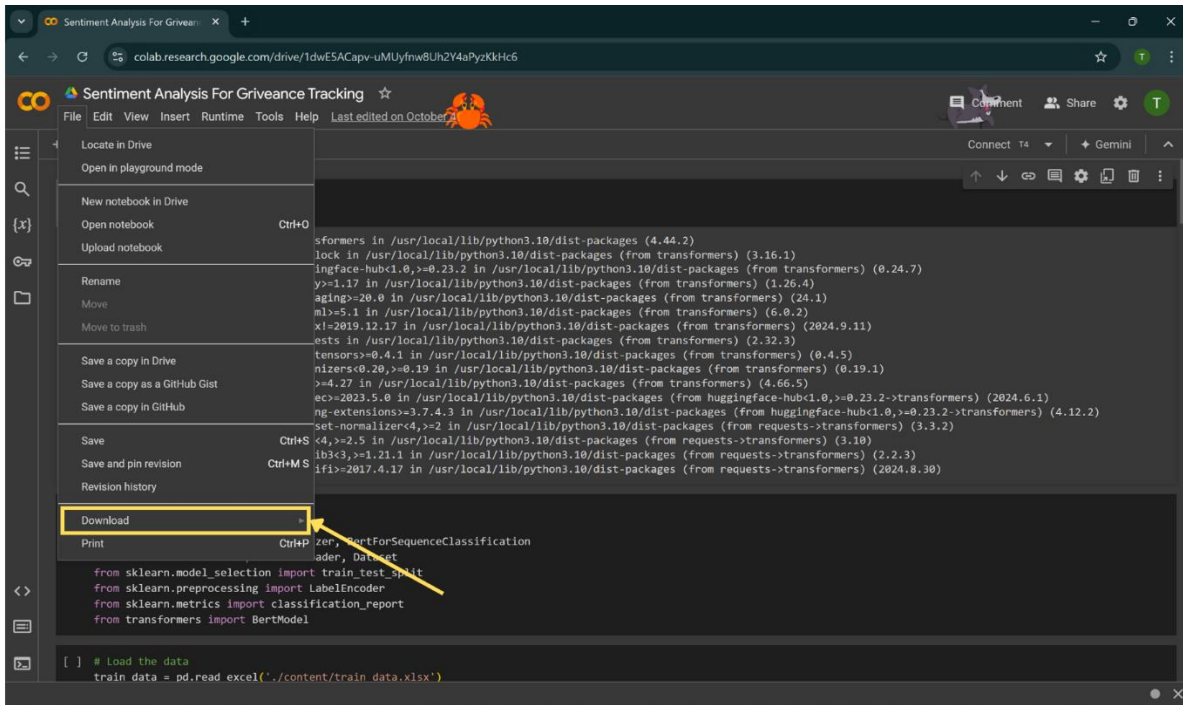 Sentiment Analysis For Grivean
colab.research.google.com/drive/1dwE5ACapv-uMUyfnw8Uh2Y4aPyzKkHc6
T
Sentiment Analysis For Griveance Tracking
Comment
Share
T
File Edit View Insert Runtime Tools Help Last edited on October
Connect T4
Gemini
Locate in Drive
Open in playground mode
New notebook in Drive
Open notebook Ctrl+O
Upload notebook
Rename
Move
Move to trash
Save a copy in Drive
Save a copy as a GitHub Gist
Save a copy in GitHub
Save Ctrl+S
Save and pin revision Ctrl+M S
Revision history
Download
Print Ctrl+P
{x}
sformers in /usr/local/lib/python3.10/dist-packages (4.44.2)
lock in /usr/local/lib/python3.10/dist-packages (from transformers) (3.16.1)
ingface-hub<1.0,>=0.23.2 in /usr/local/lib/python3.10/dist-packages (from transformers) (0.24.7)
y>=1.17 in /usr/local/lib/python3.10/dist-packages (from transformers) (1.26.4)
aging>=20.0 in /usr/local/lib/python3.10/dist-packages (from transformers) (24.1)
ml>=5.1 in /usr/local/lib/python3.10/dist-packages (from transformers) (6.0.2)
x!=2019.12.17 in /usr/local/lib/python3.10/dist-packages (from transformers) (2024.9.11)
ests in /usr/local/lib/python3.10/dist-packages (from transformers) (2.32.3)
tensors>=0.4.1 in /usr/local/lib/python3.10/dist-packages (from transformers) (0.4.5)
nizers<0.20,>=0.19 in /usr/local/lib/python3.10/dist-packages (from transformers) (0.19.1)
>=4.27 in /usr/local/lib/python3.10/dist-packages (from transformers) (4.66.5)
ec>=2023.5.0 in /usr/local/lib/python3.10/dist-packages (from huggingface-hub<1.0,>=0.23.2->transformers) (2024.6.1)
ng-extensions>=3.7.4.3 in /usr/local/lib/python3.10/dist-packages (from huggingface-hub<1.0,>=0.23.2->transformers) (4.12.2)
set-normalizer<4,>=2 in /usr/local/lib/python3.10/dist-packages (from requests->transformers) (3.3.2)
<4,>=2.5 in /usr/local/lib/python3.10/dist-packages (from requests->transformers) (3.10)
ib3<3,>=1.21.1 in /usr/local/lib/python3.10/dist-packages (from requests->transformers) (2.2.3)
ifi>=2017.4.17 in /usr/local/lib/python3.10/dist-packages (from requests->transformers) (2024.8.30)
zer, BertForSequenceClassification
ader, Dataset
from sklearn.model_selection import train_test_split
from sklearn.preprocessing import LabelEncoder
from sklearn.metrics import classification_report
from transformers import BertModel
[ ] # Load the data
train_data = pd.read_excel('./content/train_data.xlsx')